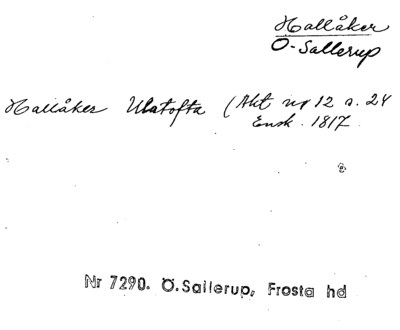 Hallåker
Ö-Sallerup
Hallåker Ulatofta (Akt nr 12 s. 24
Ensk. 1817
Nr 7290. Ö.Sallerup, Frosta hd